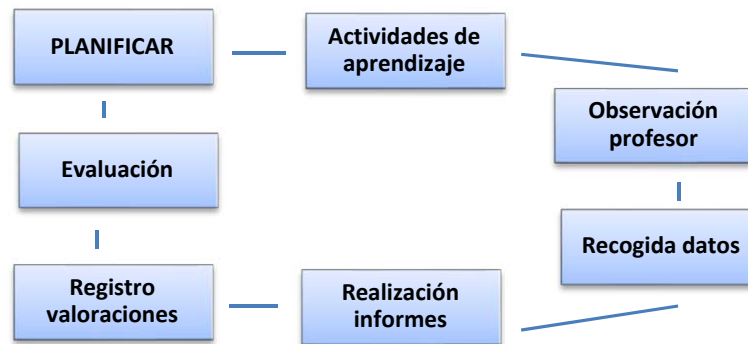 PLANIFICAR
Actividades de
aprendizaje
Observación
profesor
Evaluación
Recogida datos
Registro
valoraciones
Realización
informes